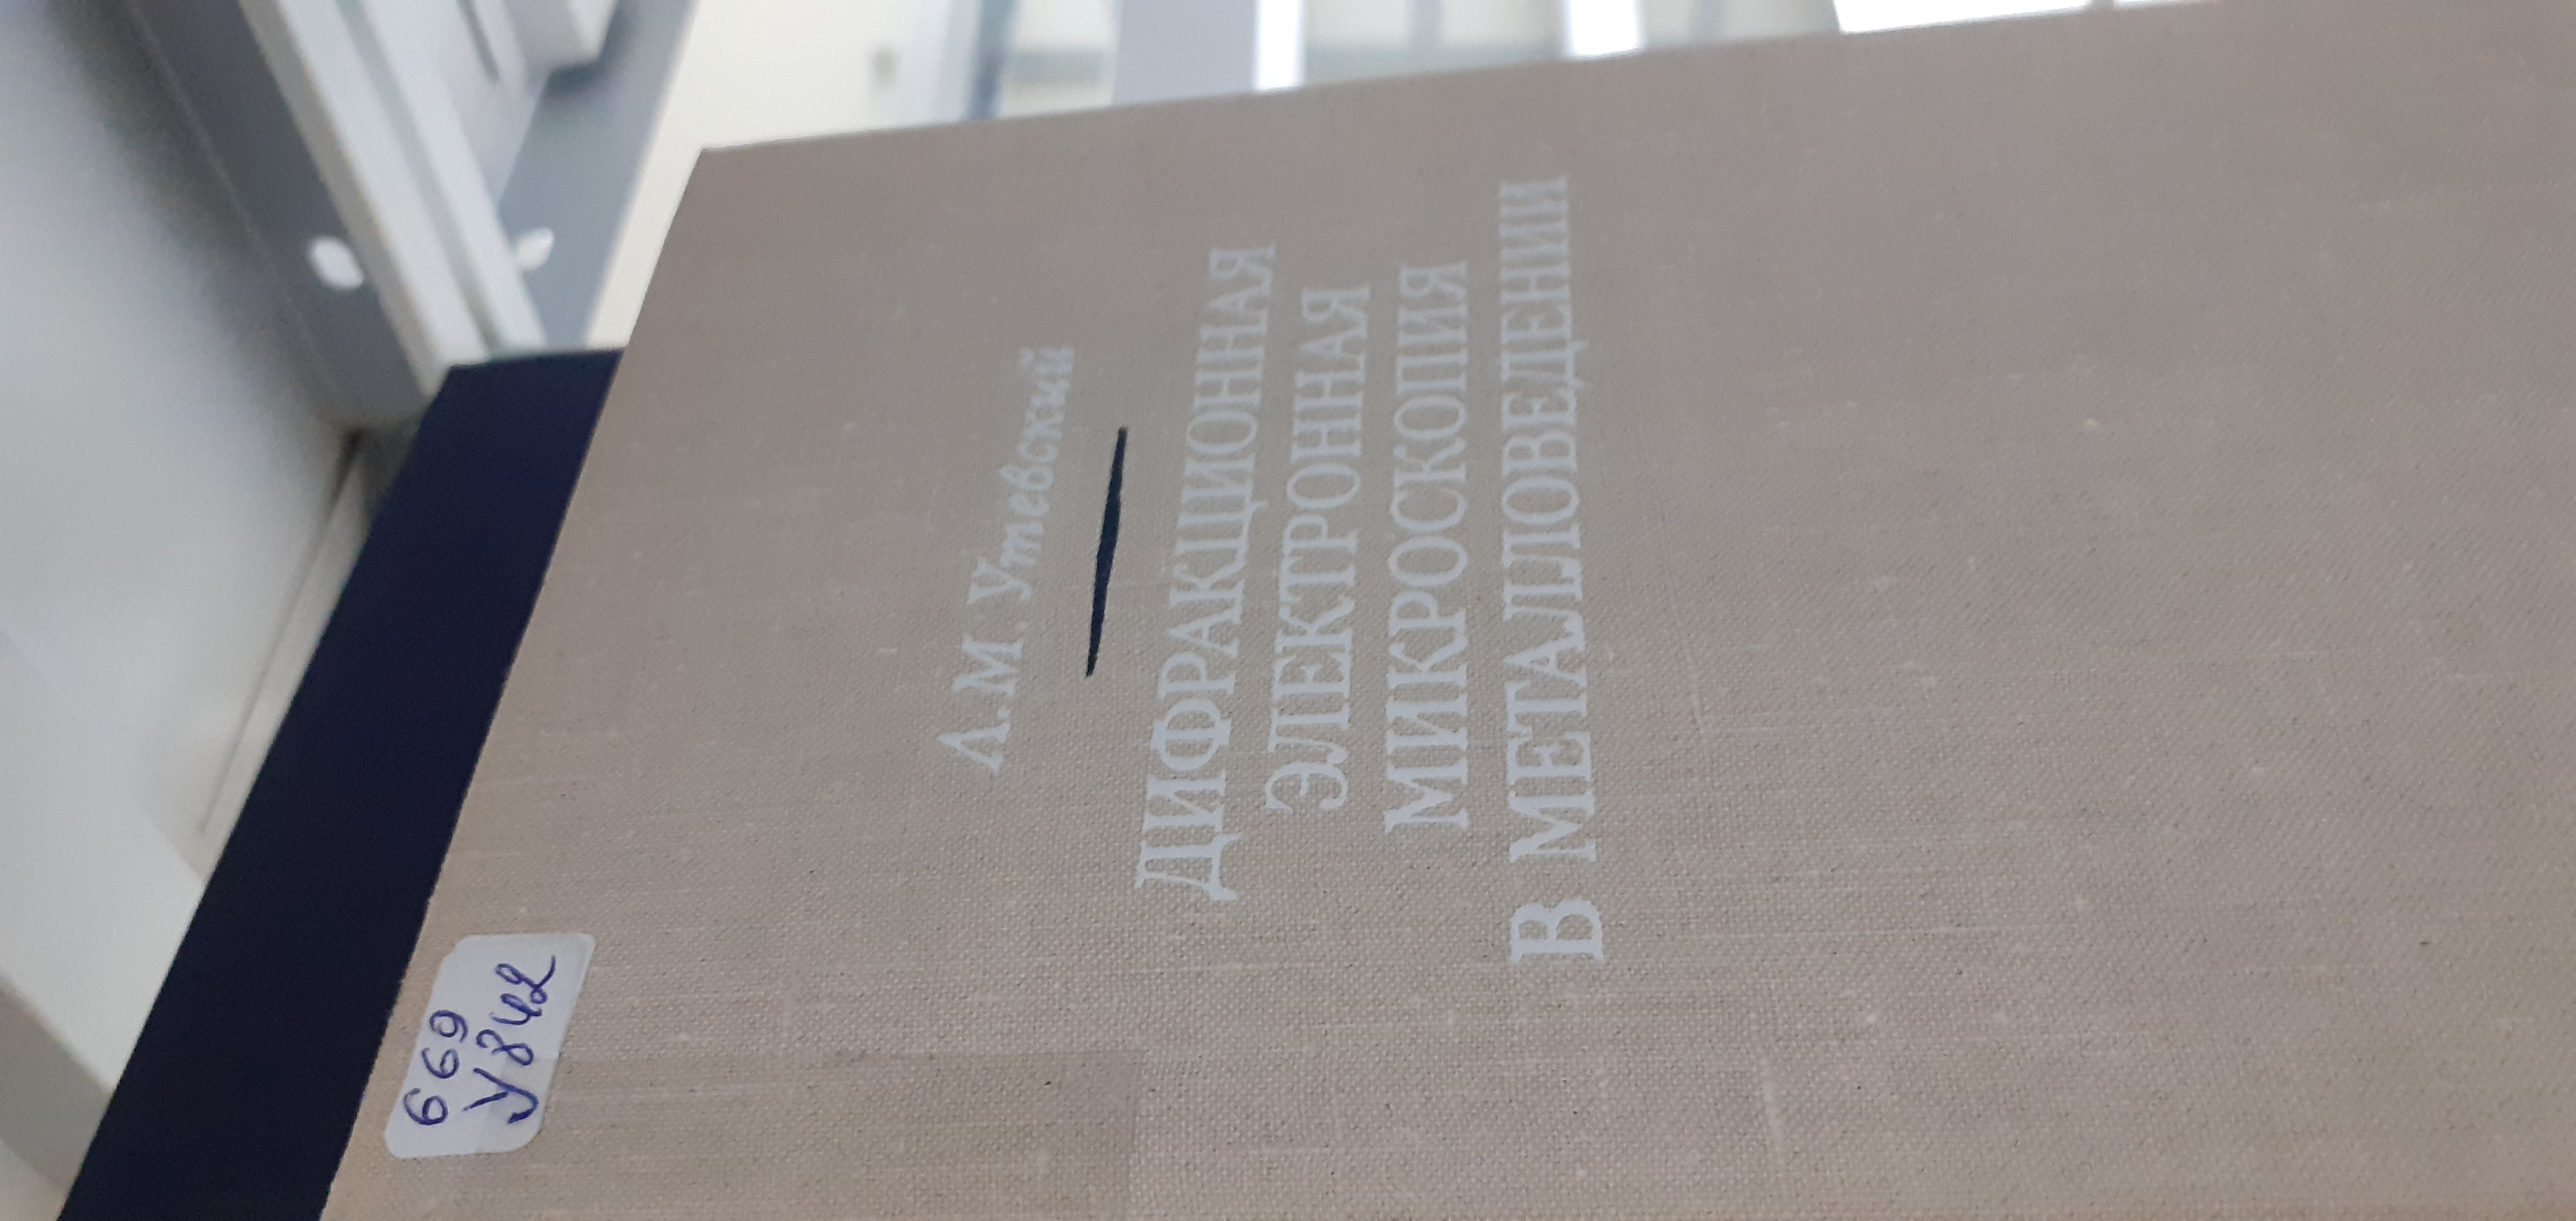 669
У842
Л.М. Утевский
ДИФРАКЦИОННАЯ
ЭЛЕКТРОННАЯ
МИКРОСКОПИЯ
В МЕТАЛЛОВЕДЕНИИ